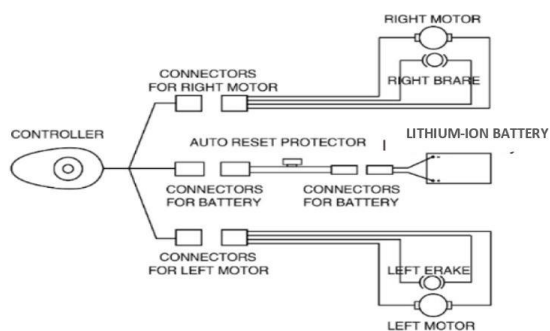 RIGHT MOTOR
RIGHT BRARE
CONNECTORS
FOR RIGHT MOTOR
CONTROLLER
AUTO RESET PROTECTOR
LITHIUM-ION BATTERY
CONNECTORS
FOR BATTERY
CONNECTORS
FOR BATTERY
CONNECTORS
FOR LEFT MOTOR
LEFT ERAKE
LEFT MOTOR